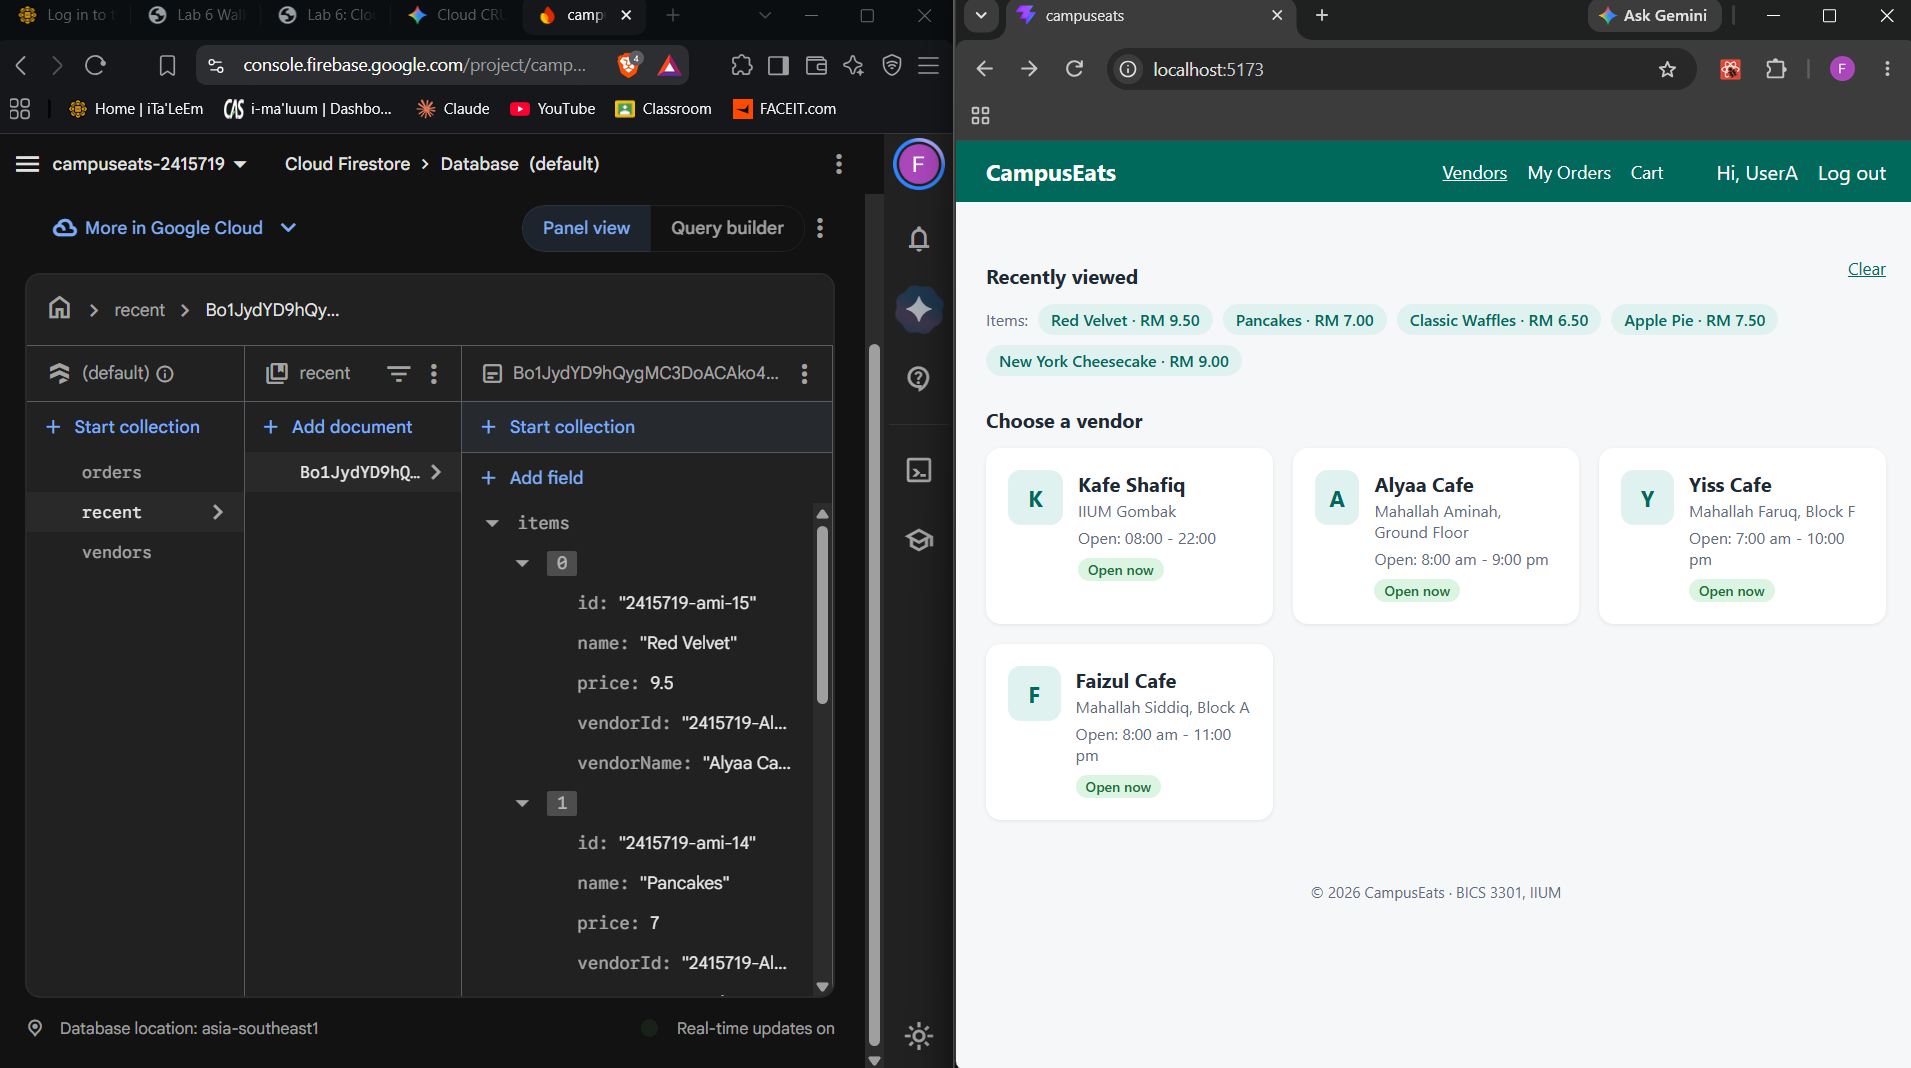 Log in to
Lab 6 Wal
Lab 6: Clo
Cloud CRU
camp
console.firebase.google.com/project/camp...
4
Home | iTa'LeEm
CAS
i-ma'luum | Dashbo...
Claude
YouTube
Classroom
FACEIT.com
campuseats-2415719
Cloud Firestore
Database (default)
F
More in Google Cloud
Panel view
Query builder
recent
Bo1JydYD9hQy...
(default)
recent
Bo1JydYD9hQygMC3DoACAko4...
Start collection
Add document
Start collection
orders
recent
vendors
Bo1JydYD9hQ...
Add field
items
0
id: "2415719-ami-15"
name: "Red Velvet"
price: 9.5
vendorId: "2415719-Al...
vendorName: "Alyaa Ca...
1
id: "2415719-ami-14"
name: "Pancakes"
price: 7
vendorId: "2415719-Al...
Database location: asia-southeast1
Real-time updates on
campuseats
Ask Gemini
localhost:5173
F
CampusEats
Vendors
My Orders
Cart
Hi, UserA
Log out
Recently viewed
Clear
Items:
Red Velvet · RM 9.50
Pancakes · RM 7.00
Classic Waffles · RM 6.50
Apple Pie · RM 7.50
New York Cheesecake · RM 9.00
Choose a vendor
K
Kafe Shafiq
IIUM Gombak
Open: 08:00 - 22:00
Open now
A
Alyaa Cafe
Mahallah Aminah,
Ground Floor
Open: 8:00 am - 9:00 pm
Open now
Y
Yiss Cafe
Mahallah Faruq, Block F
Open: 7:00 am - 10:00
pm
Open now
F
Faizul Cafe
Mahallah Siddiq, Block A
Open: 8:00 am - 11:00
pm
Open now
© 2026 CampusEats · BICS 3301, IIUM